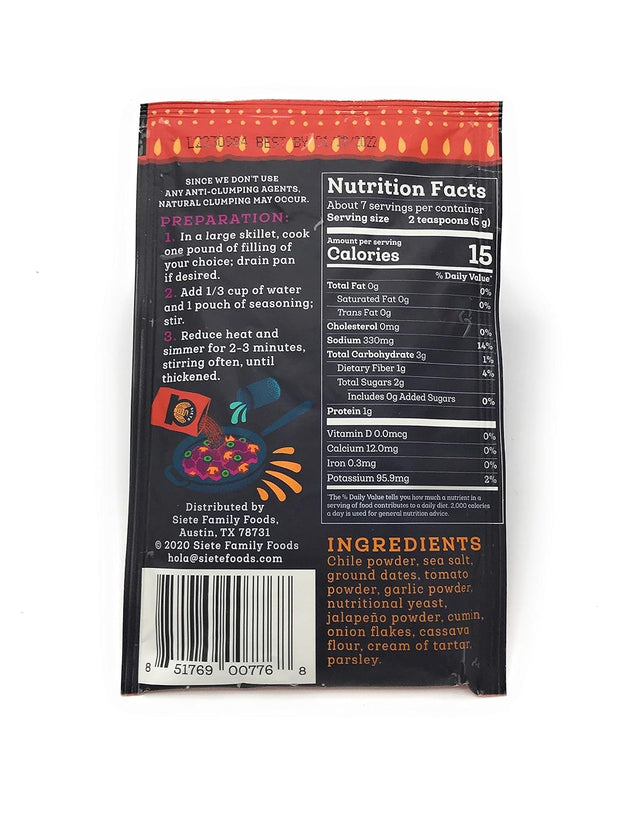 L2230694 BEST BY 01/09/2022
SINCE WE DON'T USE
ANY ANTI-CLUMPING AGENTS,
NATURAL CLUMPING MAY OCCUR.
PREPARATION:
1. In a large skillet, cook
one pound of filling of
your choice; drain pan
if desired.
2. Add 1/3 cup of water
and 1 pouch of seasoning;
stir.
3. Reduce heat and
simmer for 2-3 minutes,
stirring often, until
thickened.
Distributed by
Siete Family Foods,
Austin, TX 78731
© 2020 Siete Family Foods
hola@sietefoods.com
8 51769 00776 8
Nutrition Facts
About 7 servings per container
Serving size 2 teaspoons (5 g)
Amount per serving
Calories 15
% Daily Value*
Total Fat 0g 0%
Saturated Fat 0g 0%
Trans Fat 0g
Cholesterol 0mg 0%
Sodium 330mg 14%
Total Carbohydrate 3g 1%
Dietary Fiber 1g 4%
Total Sugars 2g
Includes 0g Added Sugars 0%
Protein 1g
Vitamin D 0.0mcg 0%
Calcium 12.0mg 0%
Iron 0.3mg 0%
Potassium 95.9mg 2%
*The % Daily Value tells you how much a nutrient in a
serving of food contributes to a daily diet. 2,000 calories
a day is used for general nutrition advice.
INGREDIENTS
Chile powder, sea salt,
ground dates, tomato
powder, garlic powder,
nutritional yeast,
jalapeño powder, cumin,
onion flakes, cassava
flour, cream of tartar,
parsley.